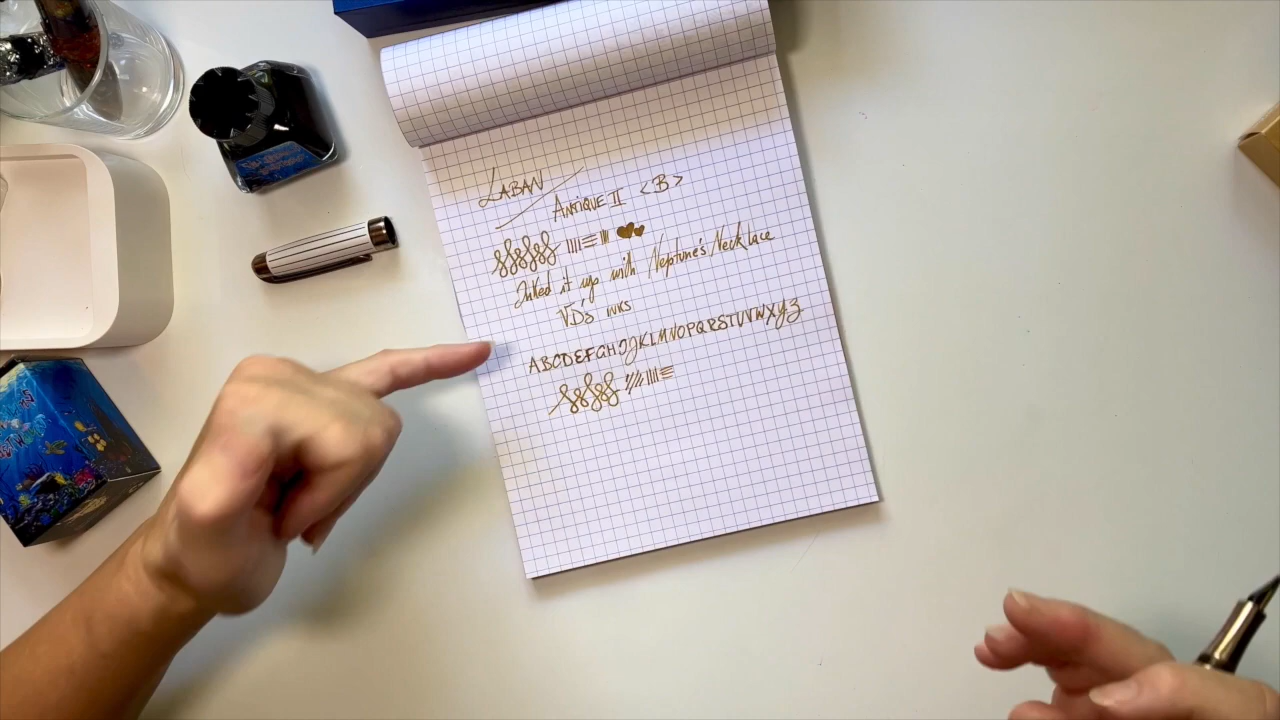 LABAN
ANTIQUE II <B>
Inked it up with Neptune's Necklace
VD's INKS
ABCDEFGHIJKLMNOPQRSTUVWXYZ